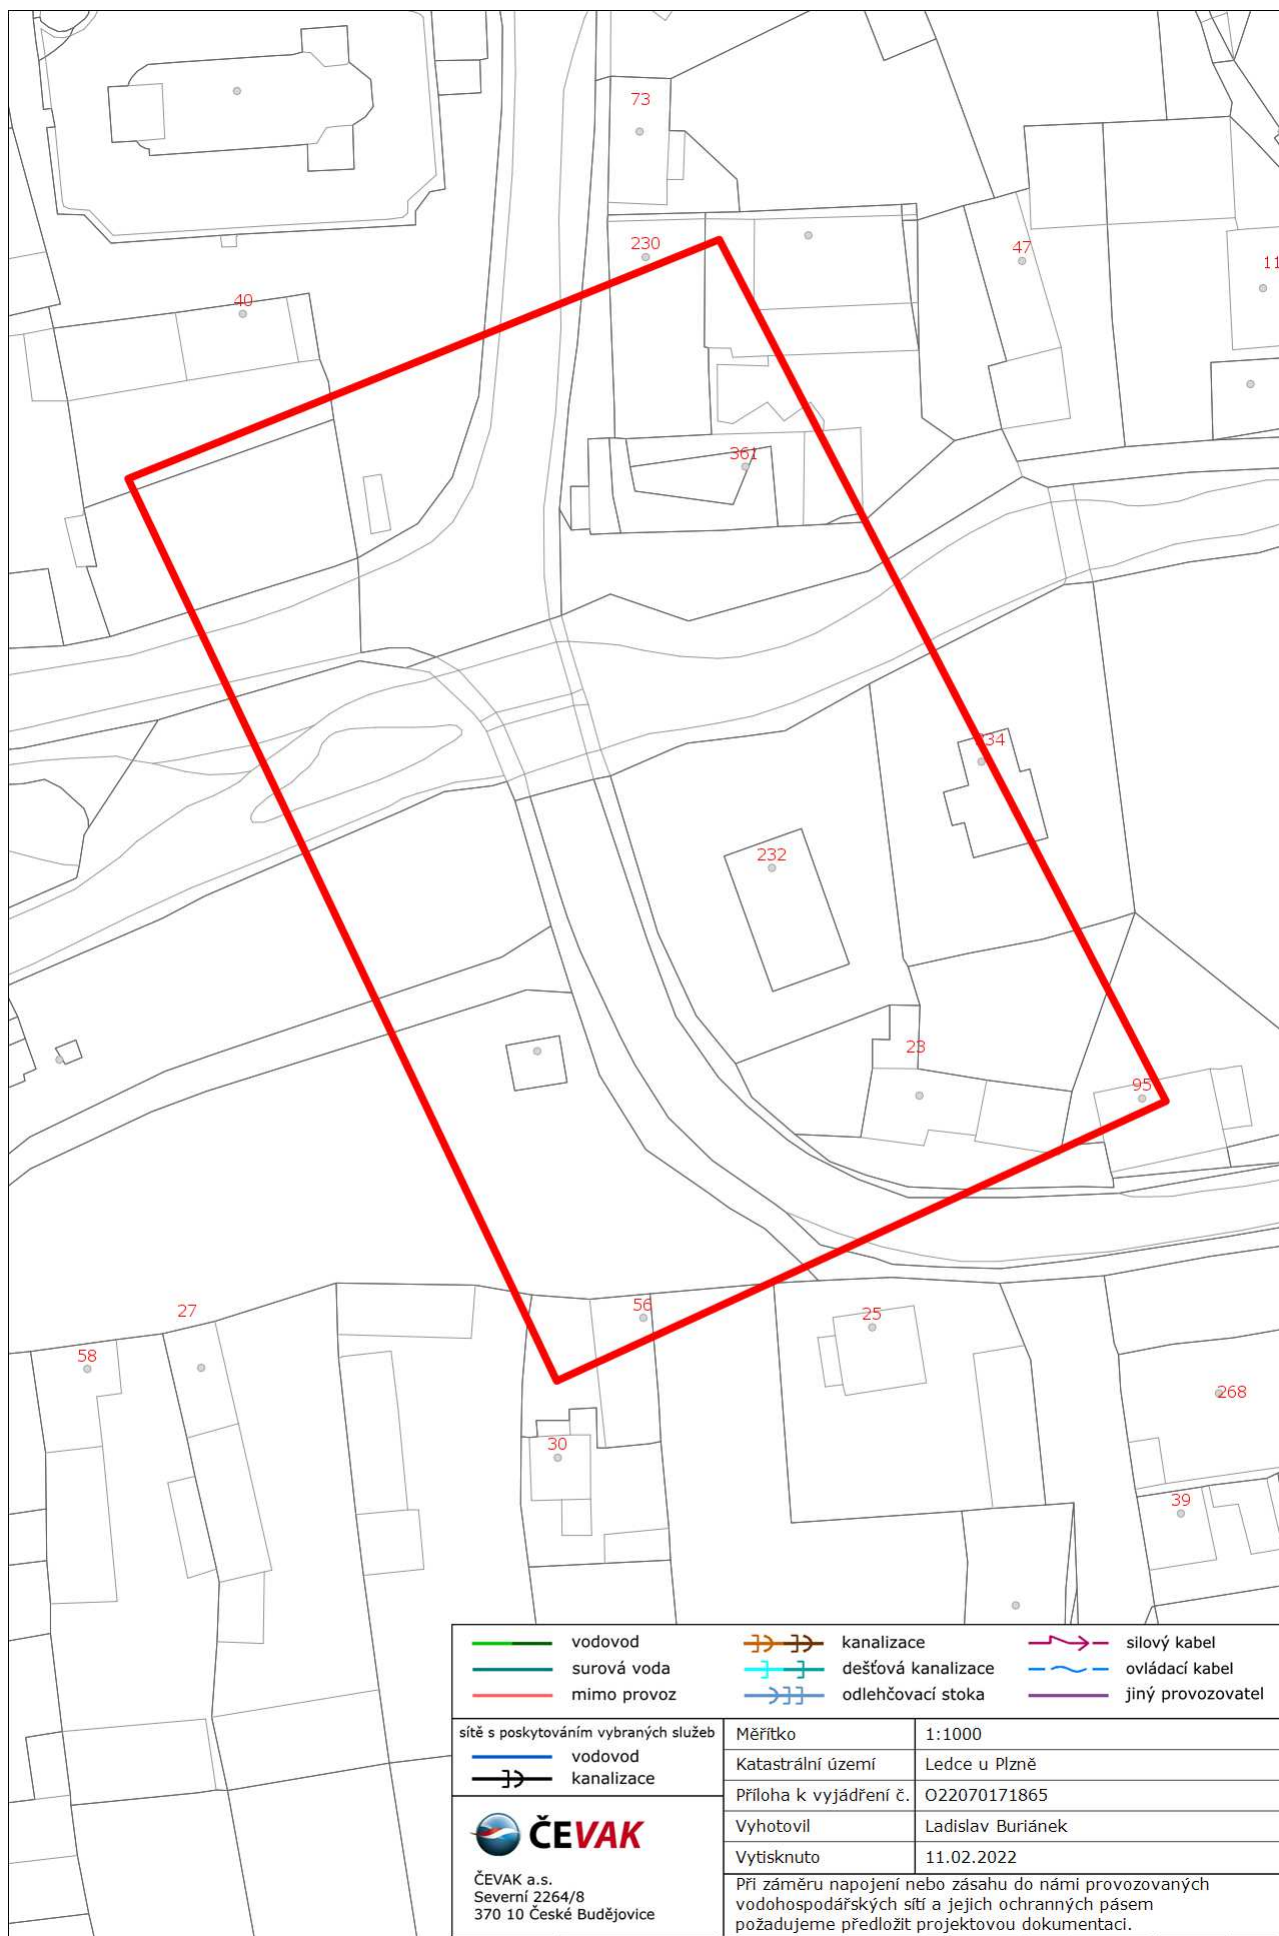 73
230
47
11
40
361
234
232
23
95
27
56
25
58
268
30
39
vodovod
kanalizace
silový kabel
surová voda
dešťová kanalizace
ovládací kabel
mimo provoz
odlehčovací stoka
jiný provozovatel
sítě s poskytováním vybraných služeb
vodovod
kanalizace
Měřítko 1:1000
Katastrální území Ledce u Plzně
Příloha k vyjádření č. O22070171865
Vyhotovil Ladislav Buriánek
Vytisknuto 11.02.2022
ČEVAK
ČEVAK a.s.
Severní 2264/8
370 10 České Budějovice
Při záměru napojení nebo zásahu do námi provozovaných
vodohospodářských sítí a jejich ochranných pásem
požadujeme předložit projektovou dokumentaci.